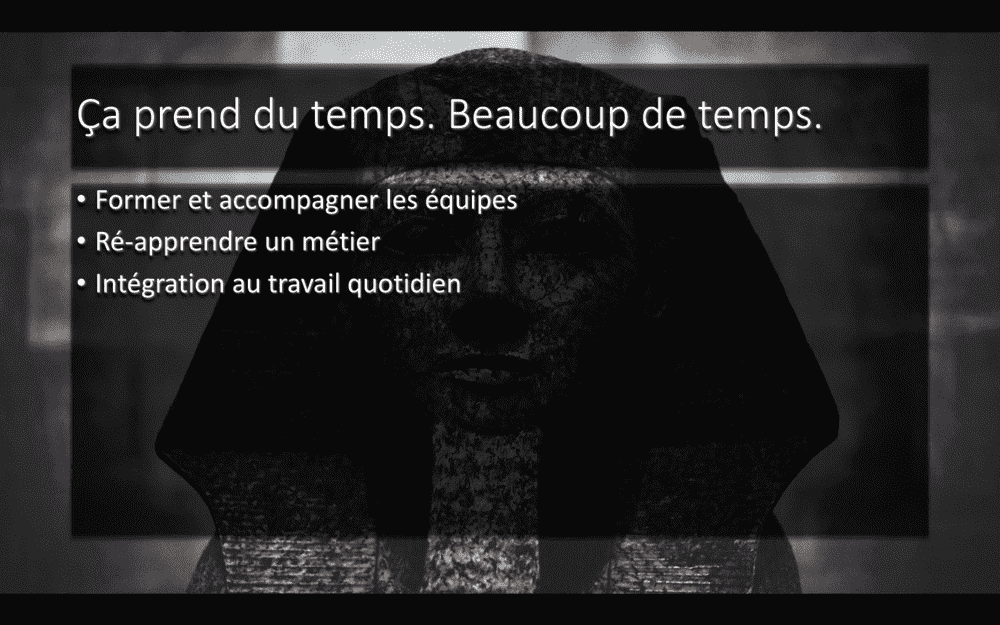 Ça prend du temps. Beaucoup de temps.
• Former et accompagner les équipes
• Ré-apprendre un métier
• Intégration au travail quotidien